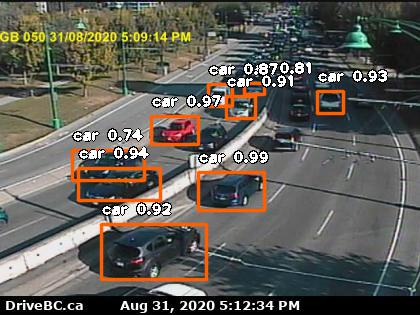 GB 050 31/08/2020 5:09:14 PM
car 0.87
0.81
car 0.93
car 0.91
car 0.97
car 0.74
car 0.94
car 0.99
car 0.92
DriveBC.ca Aug 31, 2020 5:12:34 PM